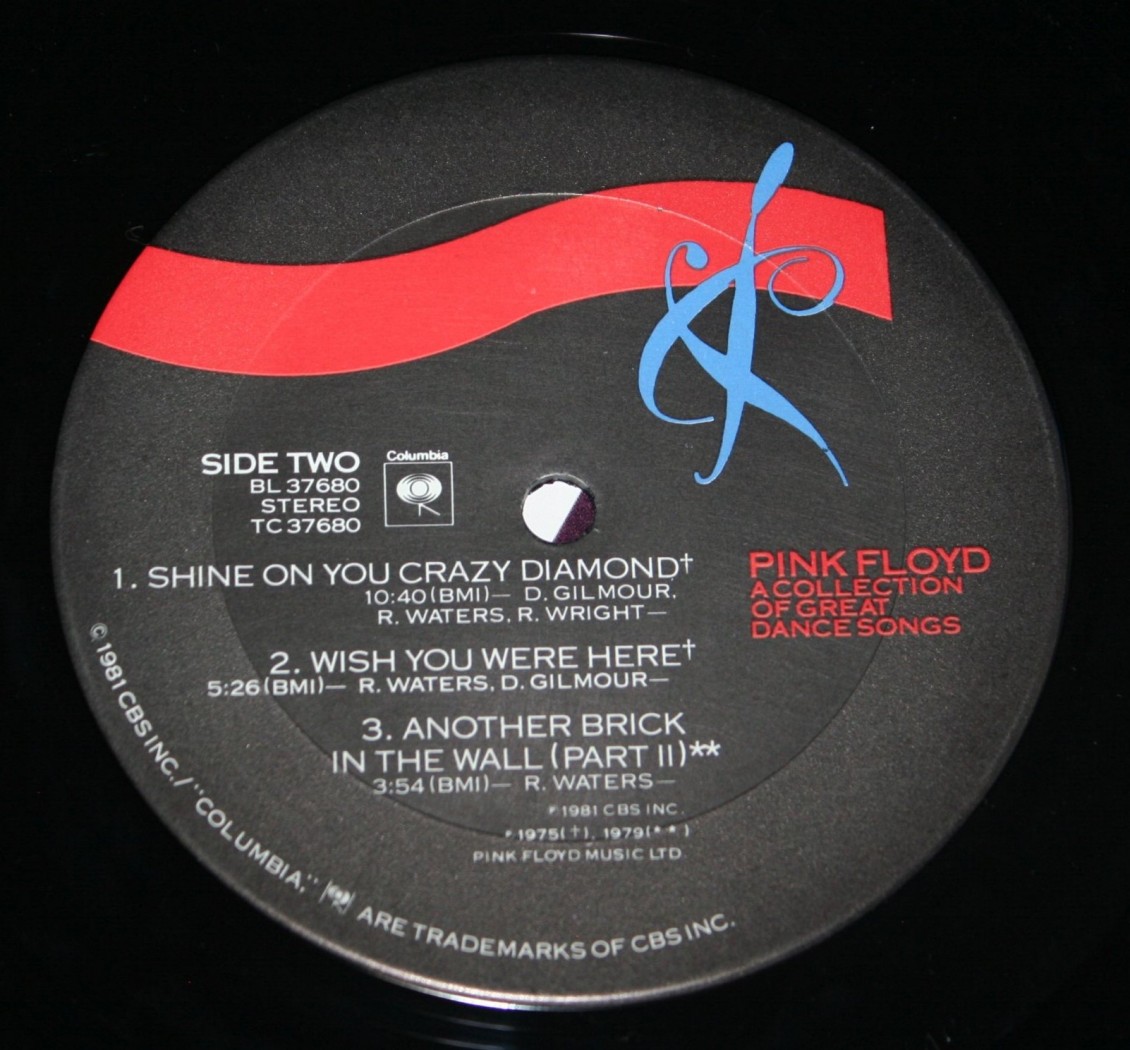 SIDE TWO
BL 37680
STEREO
TC 37680
Columbia
1. SHINE ON YOU CRAZY DIAMOND†
10:40 (BMI)— D. GILMOUR,
R. WATERS, R. WRIGHT—
2. WISH YOU WERE HERE†
5:26 (BMI)— R. WATERS, D. GILMOUR—
3. ANOTHER BRICK
IN THE WALL (PART II)**
3:54 (BMI)— R. WATERS—
℗ 1981 CBS INC.
℗ 1975(†), 1979(**)
PINK FLOYD MUSIC LTD.
PINK FLOYD
A COLLECTION
OF GREAT
DANCE SONGS
© 1981 CBS INC./ "COLUMBIA," ARE TRADEMARKS OF CBS INC.